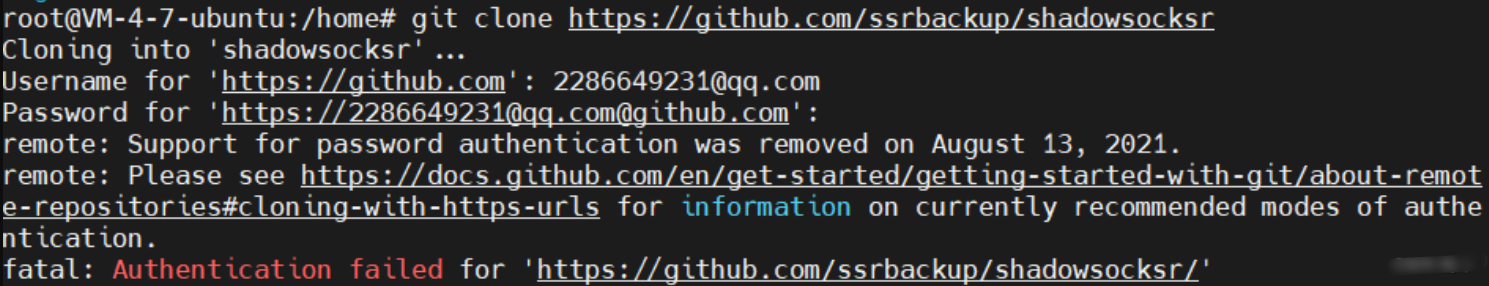 root@VM-4-7-ubuntu:/home# git clone https://github.com/ssrbackup/shadowsocksr
Cloning into 'shadowsocksr'...
Username for 'https://github.com': 2286649231@qq.com
Password for 'https://2286649231@qq.com@github.com':
remote: Support for password authentication was removed on August 13, 2021.
remote: Please see https://docs.github.com/en/get-started/getting-started-with-git/about-remot
e-repositories#cloning-with-https-urls for information on currently recommended modes of authe
ntication.
fatal: Authentication failed for 'https://github.com/ssrbackup/shadowsocksr/'